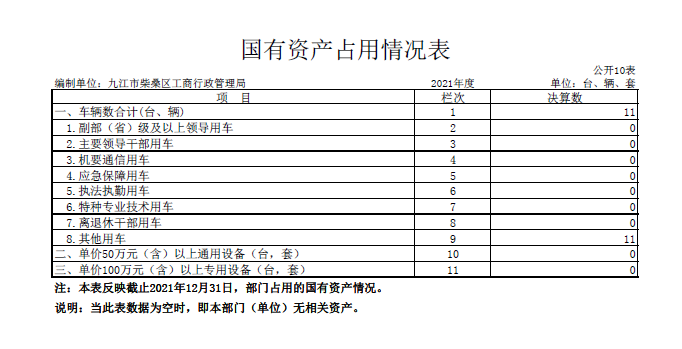 国有资产占用情况表
公开10表
编制单位：九江市柴桑区工商行政管理局 2021年度 单位：台、辆、套
项 目 栏次 决算数
一、车辆数合计(台、辆) 1 11
1.副部（省）级及以上领导用车 2 0
2.主要领导干部用车 3 0
3.机要通信用车 4 0
4.应急保障用车 5 0
5.执法执勤用车 6 0
6.特种专业技术用车 7 0
7.离退休干部用车 8 0
8.其他用车 9 11
二、单价50万元（含）以上通用设备（台，套） 10 0
三、单价100万元（含）以上专用设备（台，套） 11 0
注：本表反映截止2021年12月31日，部门占用的国有资产情况。
说明：当此表数据为空时，即本部门（单位）无相关资产。